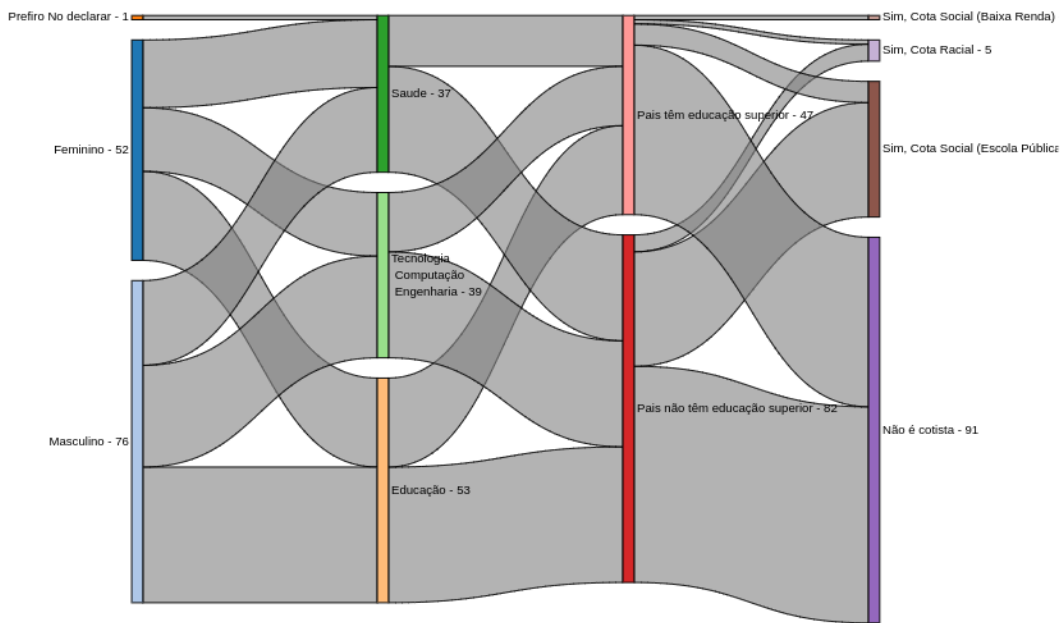 Prefiro No declarar - 1
Feminino - 52
Masculino - 76
Saude - 37
Tecnologia
Computação
Engenharia - 39
Educação - 53
Pais têm educação superior - 47
Pais não têm educação superior - 82
Sim, Cota Social (Baixa Renda)
Sim, Cota Racial - 5
Sim, Cota Social (Escola Pública
Não é cotista - 91